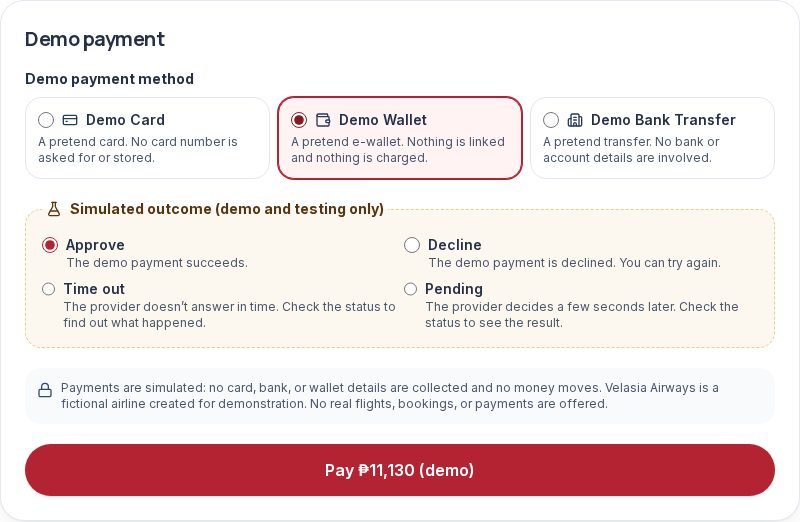 Demo payment
Demo payment method
Demo Card
A pretend card. No card number is
asked for or stored.
Demo Wallet
A pretend e-wallet. Nothing is linked
and nothing is charged.
Demo Bank Transfer
A pretend transfer. No bank or
account details are involved.
Simulated outcome (demo and testing only)
Approve
The demo payment succeeds.
Decline
The demo payment is declined. You can try again.
Time out
The provider doesn’t answer in time. Check the status to
find out what happened.
Pending
The provider decides a few seconds later. Check the
status to see the result.
Payments are simulated: no card, bank, or wallet details are collected and no money moves. Velasia Airways is a
fictional airline created for demonstration. No real flights, bookings, or payments are offered.
Pay ₱11,130 (demo)